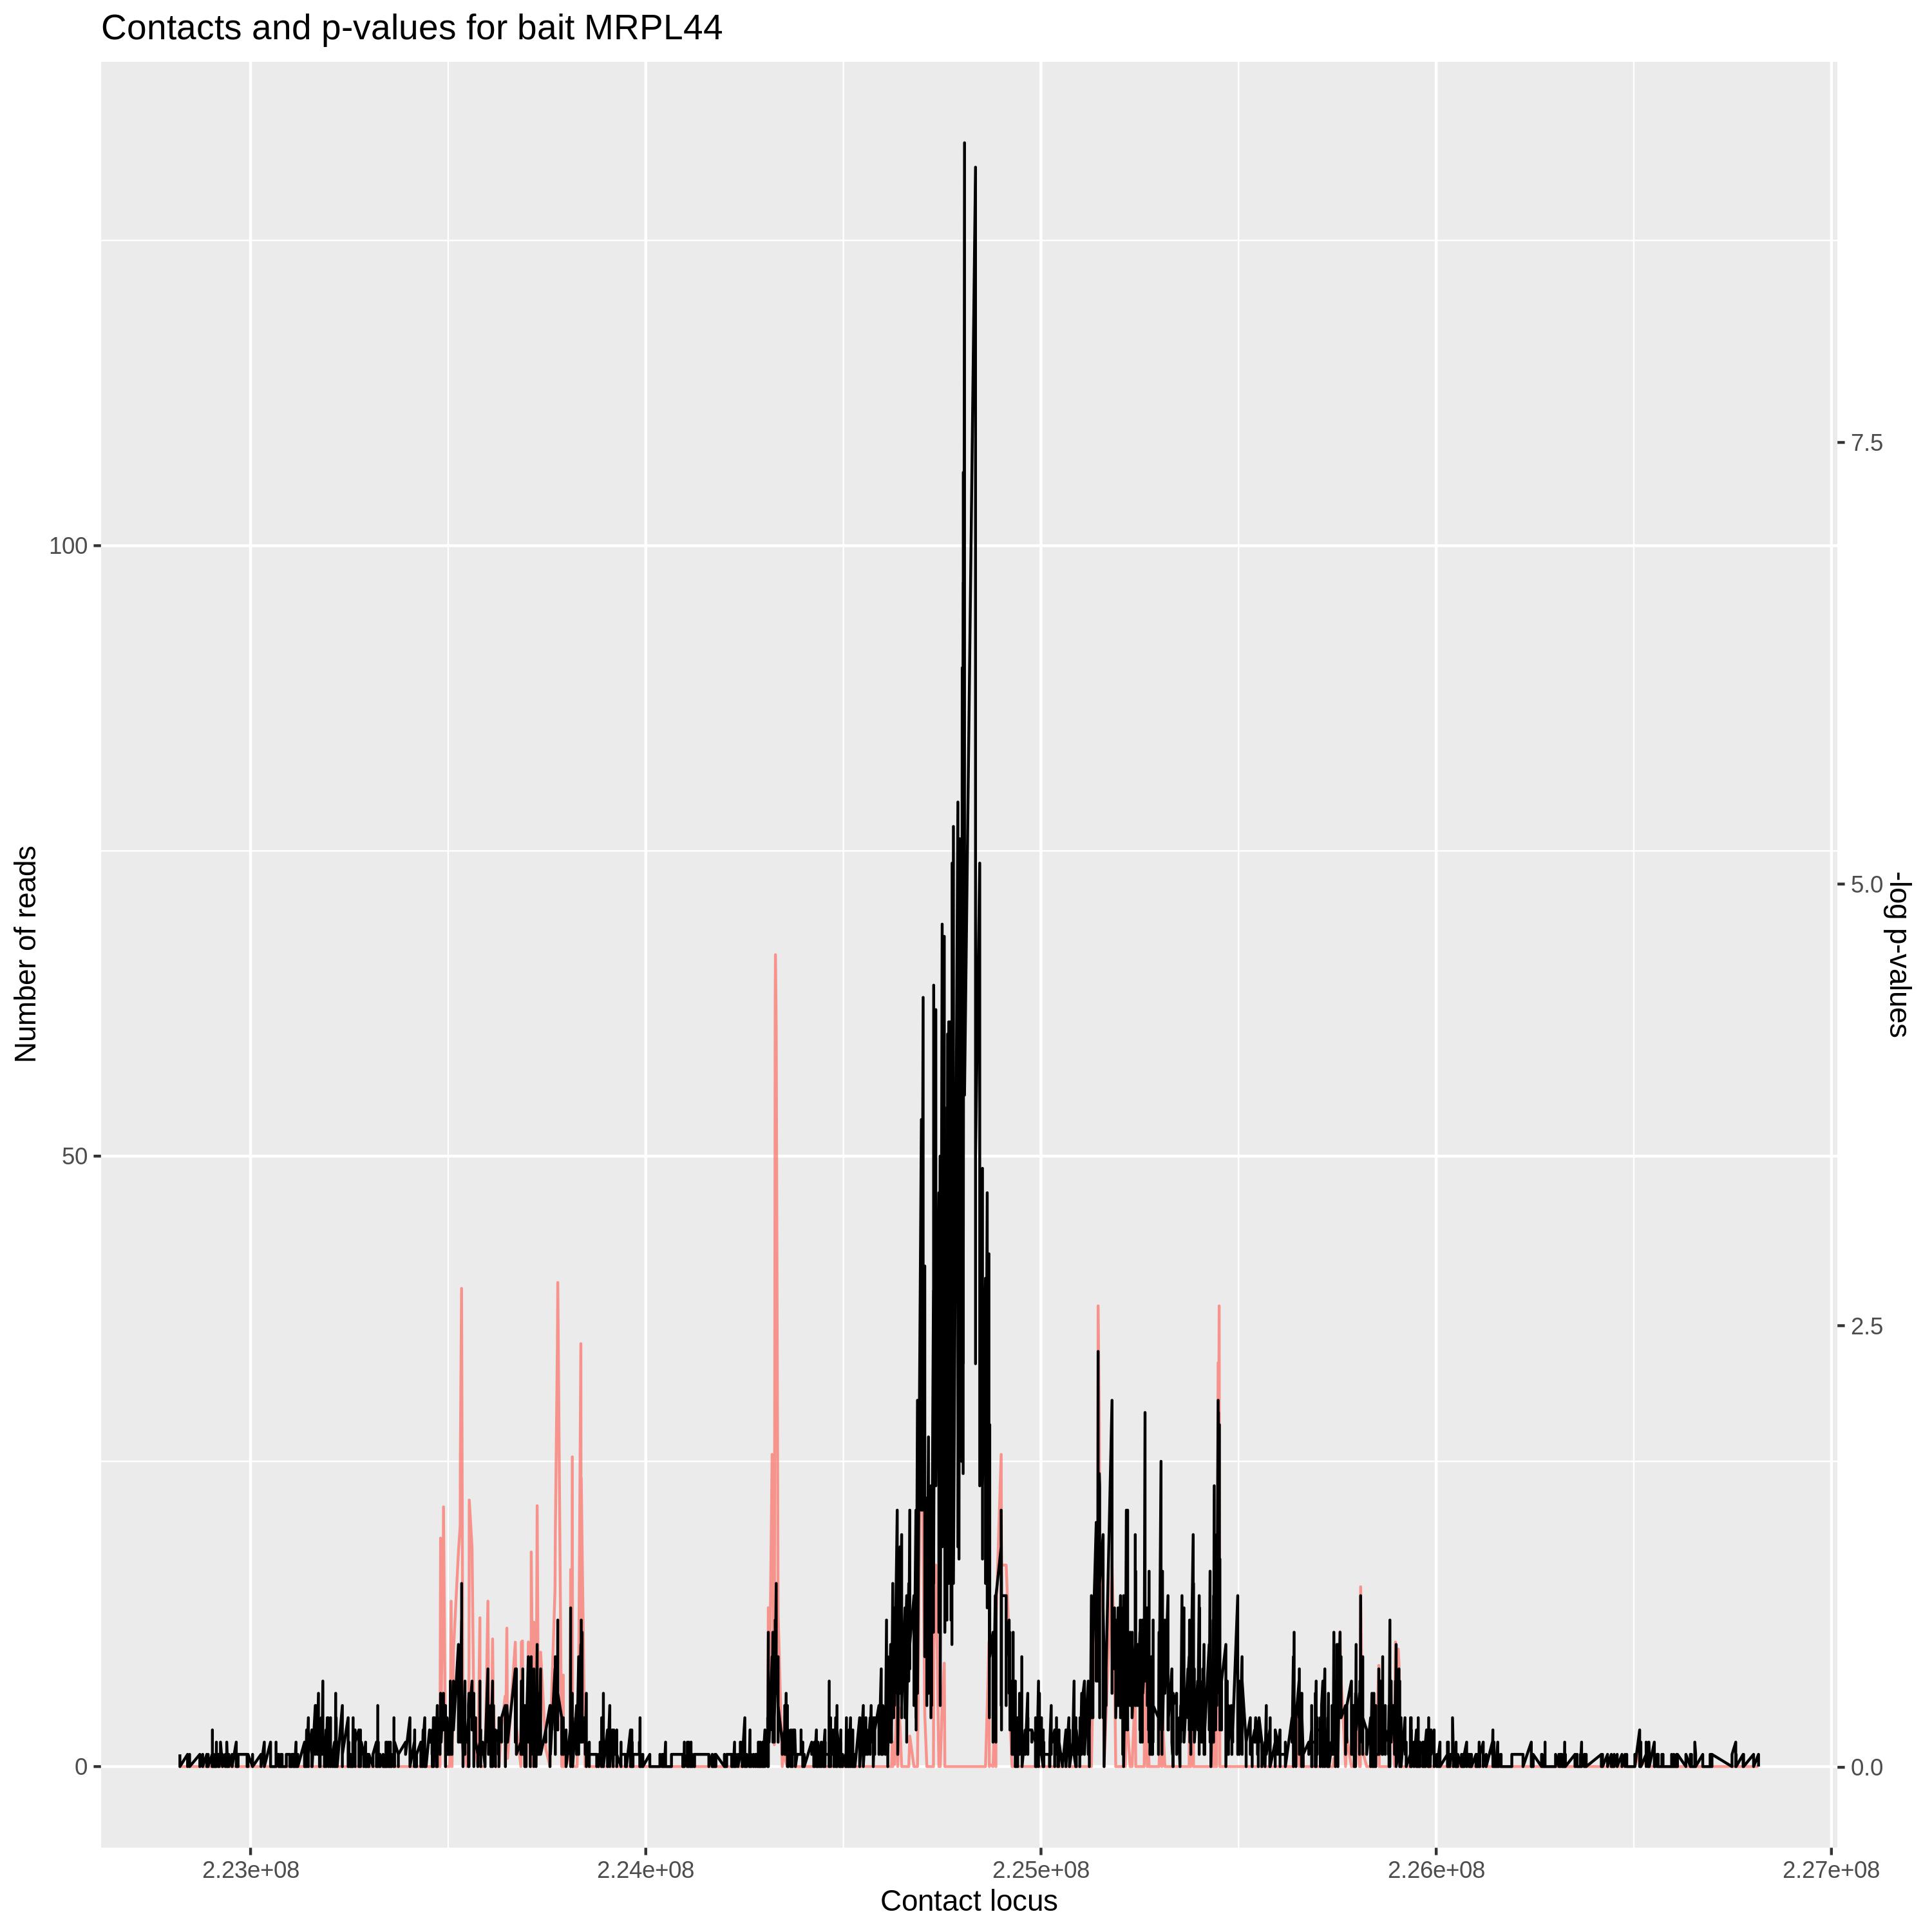 Contacts and p-values for bait MRPL44
Number of reads
100
50
0
7.5
5.0
2.5
0.0
-log p-values
2.23e+08
2.24e+08
2.25e+08
2.26e+08
2.27e+08
Contact locus